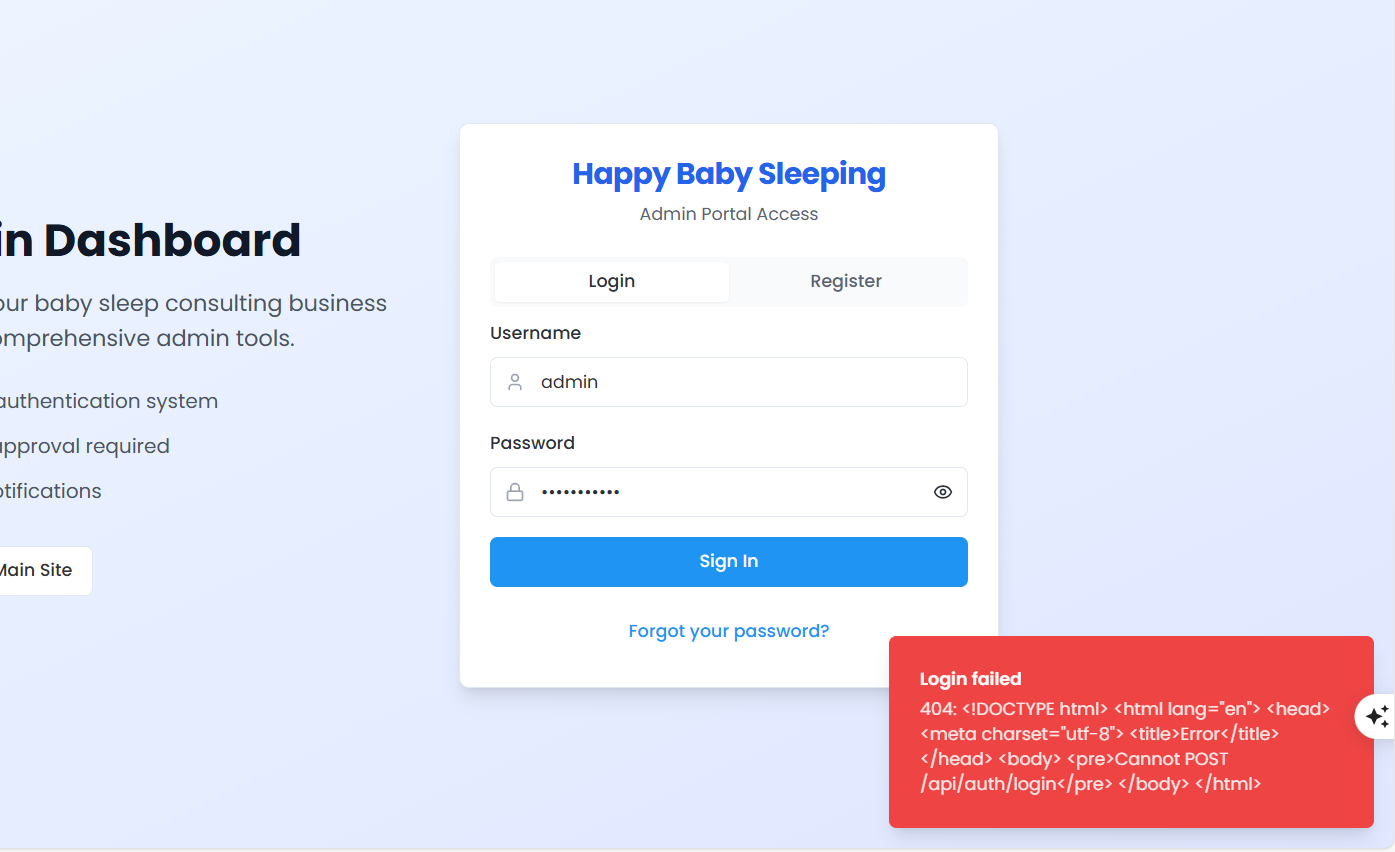 in Dashboard
our baby sleep consulting business
omprehensive admin tools.
authentication system
approval required
otifications
Main Site
Happy Baby Sleeping
Admin Portal Access
Login
Register
Username
admin
Password
•••••••••••
Sign In
Forgot your password?
Login failed
404: <!DOCTYPE html> <html lang="en"> <head>
<meta charset="utf-8"> <title>Error</title>
</head> <body> <pre>Cannot POST
/api/auth/login</pre> </body> </html>